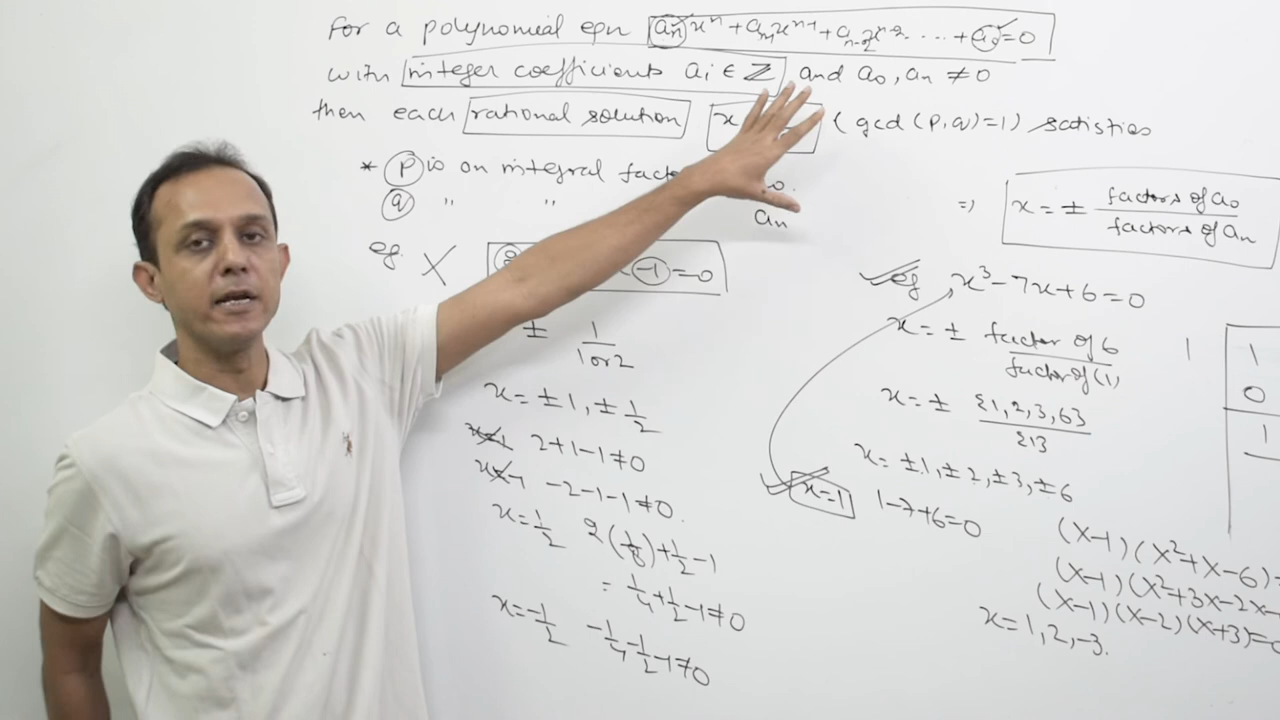 For a polynomial eqn aₙxⁿ + aₙ₋₁xⁿ⁻¹ + aₙ₋₂xⁿ⁻² ... + a₀ = 0
with integer coefficients aᵢ ∈ ℤ and a₀, aₙ ≠ 0
then each rational solution x (gcd(p,q)=1) satisfies
* p is an integral
q " " aₙ
⇒ x = ± factors of a₀ / factors of aₙ
eg. X -1 = 0
± 1 / 1 or 2
x = ±1, ± 1/2
x=1 2+1-1≠0
x=-1 -2-1-1≠0
x = 1/2 2(1/8)+1/2-1
= 1/4+1/2-1≠0
x=-1/2 -1/4-1/2-1≠0
eg x³-7x+6=0
x = ± factor of 6 / factor of (1)
x = ± {1,2,3,6} / {1}
x = ±1, ±2, ±3, ±6
x=1 1-7+6=0
1 1
0
1
(x-1)(x²+x-6)=
(x-1)(x²+3x-2x-
(x-1)(x-2)(x+3)=0
x=1,2,-3.